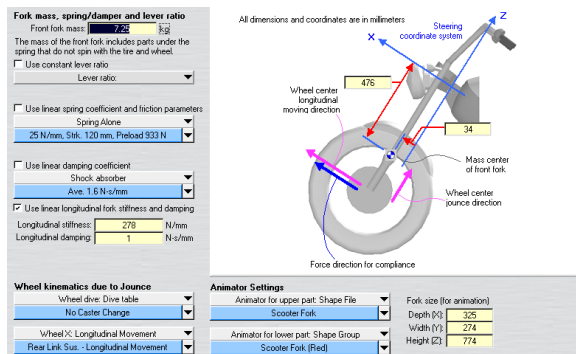 Fork mass, spring/damper and lever ratio
Front fork mass: 7.25 kg
The mass of the front fork includes parts under the
spring that do not spin with the tire and wheel.
Use constant lever ratio
Lever ratio:
Use linear spring coefficient and friction parameters
Spring Alone
25 N/mm, Strk. 120 mm, Preload 933 N
Use linear damping coefficient
Shock absorber
Ave. 1.6 N-s/mm
Use linear longitudinal fork stiffness and damping
Longitudinal stiffness: 278 N/mm
Longitudinal damping: 1 N-s/mm
All dimensions and coordinates are in millimeters
Steering
coordinate system
Z
X
476
Wheel center
longitudinal
moving direction
34
Mass center
of front fork
Wheel center
jounce direction
Force direction for compliance
Wheel kinematics due to Jounce
Wheel dive: Dive table
No Caster Change
Wheel X: Longitudinal Movement
Rear Link Sus. - Longitudinal Movement
Animator Settings
Animator for upper part: Shape File
Scooter Fork
Animator for lower part: Shape Group
Scooter Fork (Red)
Fork size (for animation)
Depth (X): 325
Width (Y): 274
Height (Z): 774